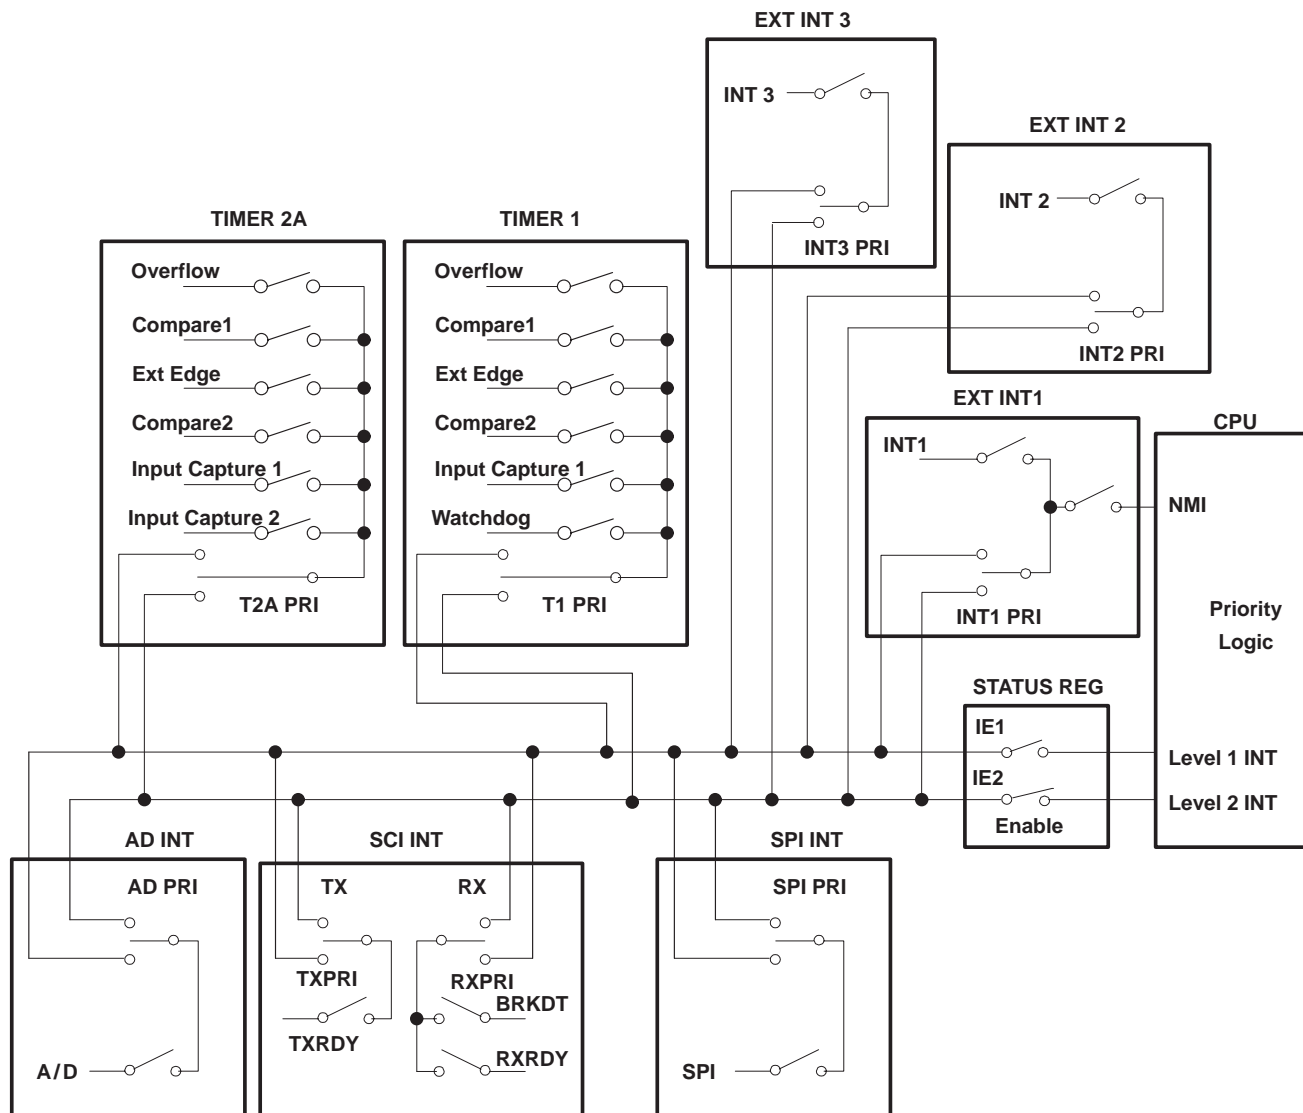 EXT INT 3
INT 3
INT3 PRI
EXT INT 2
INT 2
INT2 PRI
TIMER 2A
Overflow
Compare1
Ext Edge
Compare2
Input Capture 1
Input Capture 2
T2A PRI
TIMER 1
Overflow
Compare1
Ext Edge
Compare2
Input Capture 1
Watchdog
T1 PRI
EXT INT1
INT1
INT1 PRI
CPU
NMI
Priority
Logic
Level 1 INT
Level 2 INT
STATUS REG
IE1
IE2
Enable
AD INT
AD PRI
A/D
SCI INT
TX
RX
TXPRI
RXPRI
BRKDT
TXRDY
RXRDY
SPI INT
SPI PRI
SPI